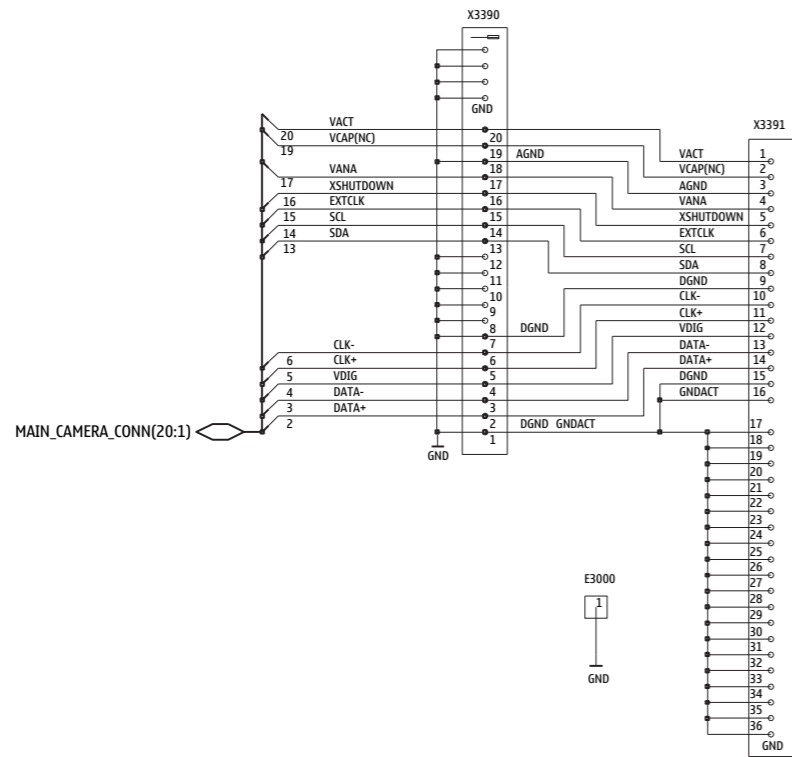 X3390
GND
X3391
VACT
20
VCAP(NC)
19
20
19
AGND
VACT
1
VCAP(NC)
2
VANA
17
18
AGND
3
XSHUTDOWN
16
17
VANA
4
EXTCLK
15
16
XSHUTDOWN
5
SCL
14
15
EXTCLK
6
SDA
13
14
SCL
7
13
SDA
8
12
DGND
9
11
CLK-
10
10
CLK+
11
9
VDIG
12
8
DGND
DATA-
13
CLK-
6
7
DATA+
14
CLK+
5
6
DGND
15
VDIG
4
5
GNDACT
16
DATA-
3
4
DATA+
2
3
MAIN_CAMERA_CONN(20:1)
2
DGND GNDACT
17
1
GND
18
19
20
21
22
23
24
25
26
E3000
27
1
28
29
30
31
32
GND
33
34
35
36
GND